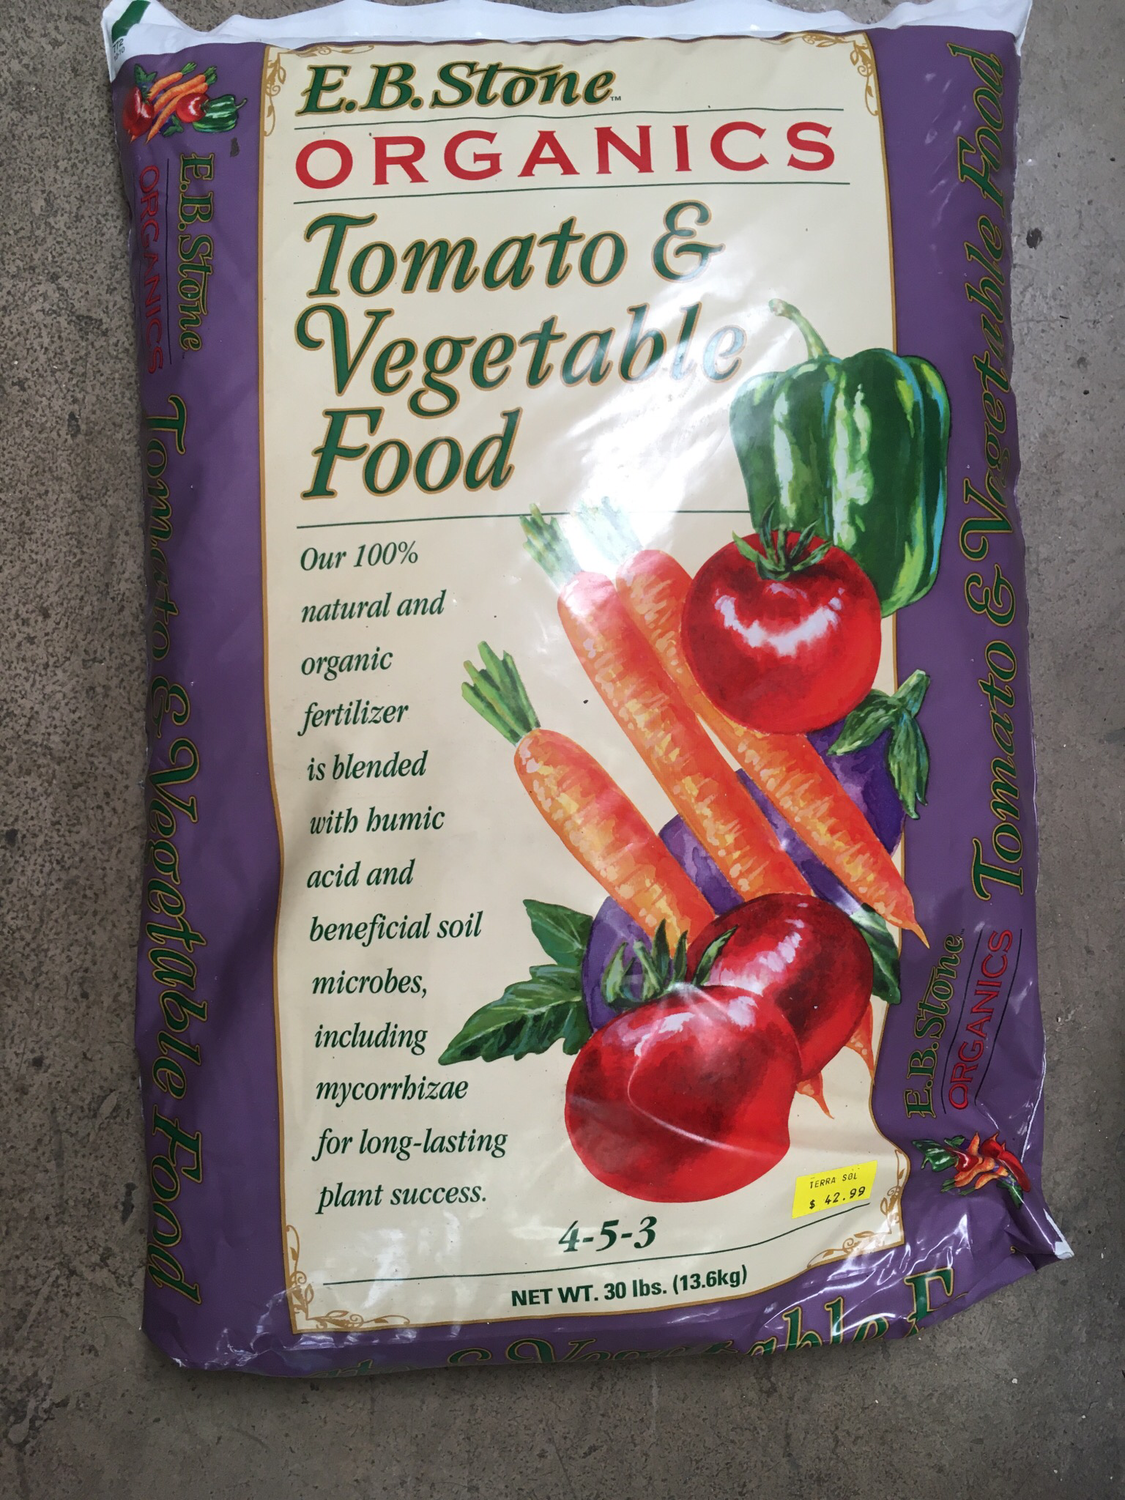 E.B. Stone™
ORGANICS
Tomato &
Vegetable
Food
Our 100%
natural and
organic
fertilizer
is blended
with humic
acid and
beneficial soil
microbes,
including
mycorrhizae
for long-lasting
plant success.
TERRA SOL
$ 42.99
4-5-3
NET WT. 30 lbs. (13.6kg)
E.B. Stone
ORGANICS
Tomato & Vegetable Food
E.B. Stone
ORGANICS
Tomato & Vegetable Food
& Vegetable F